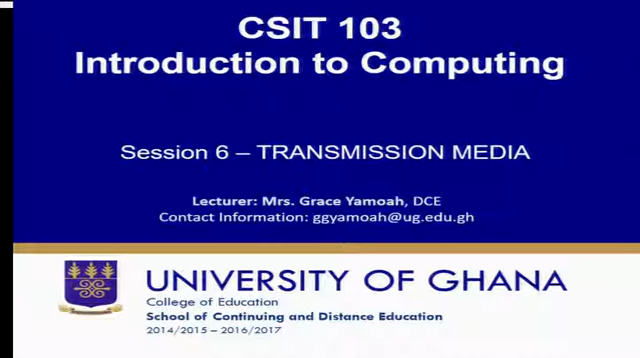 CSIT 103
Introduction to Computing
Session 6 – TRANSMISSION MEDIA
Lecturer: Mrs. Grace Yamoah, DCE
Contact Information: ggyamoah@ug.edu.gh
UNIVERSITY OF GHANA
College of Education
School of Continuing and Distance Education
2014/2015 – 2016/2017